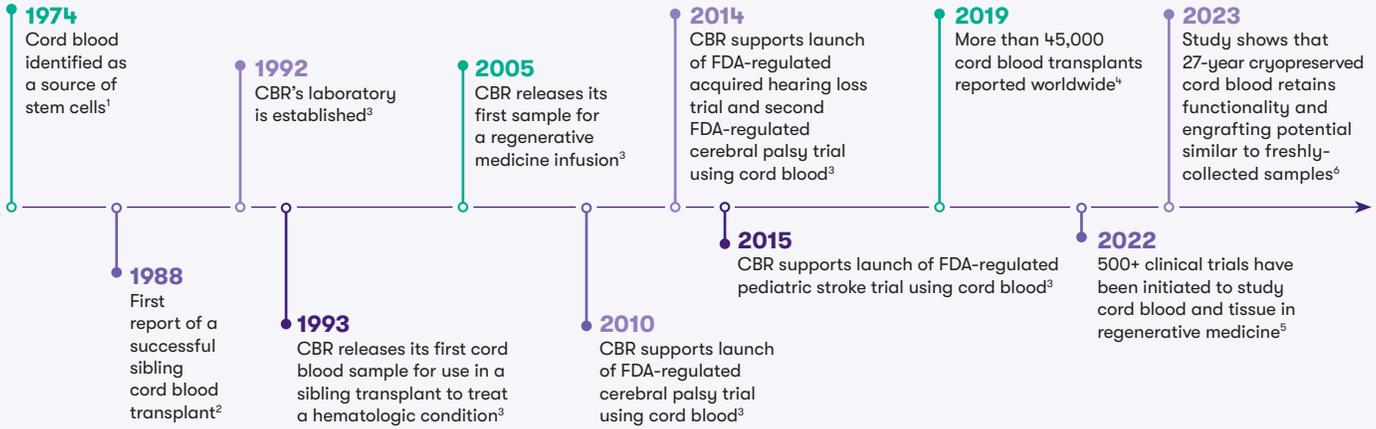 1974
Cord blood
identified as
a source of
stem cells¹
1988
First
report of a
successful
sibling
cord blood
transplant²
1992
CBR’s laboratory
is established³
1993
CBR releases its first cord
blood sample for use in a
sibling transplant to treat
a hematologic condition³
2005
CBR releases its
first sample for
a regenerative
medicine infusion³
2010
CBR supports launch
of FDA-regulated
cerebral palsy trial
using cord blood³
2014
CBR supports launch
of FDA-regulated
acquired hearing loss
trial and second
FDA-regulated
cerebral palsy trial
using cord blood³
2015
CBR supports launch of FDA-regulated
pediatric stroke trial using cord blood³
2019
More than 45,000
cord blood transplants
reported worldwide⁴
2022
500+ clinical trials have
been initiated to study
cord blood and tissue in
regenerative medicine⁵
2023
Study shows that
27-year cryopreserved
cord blood retains
functionality and
engrafting potential
similar to freshly-
collected samples⁶